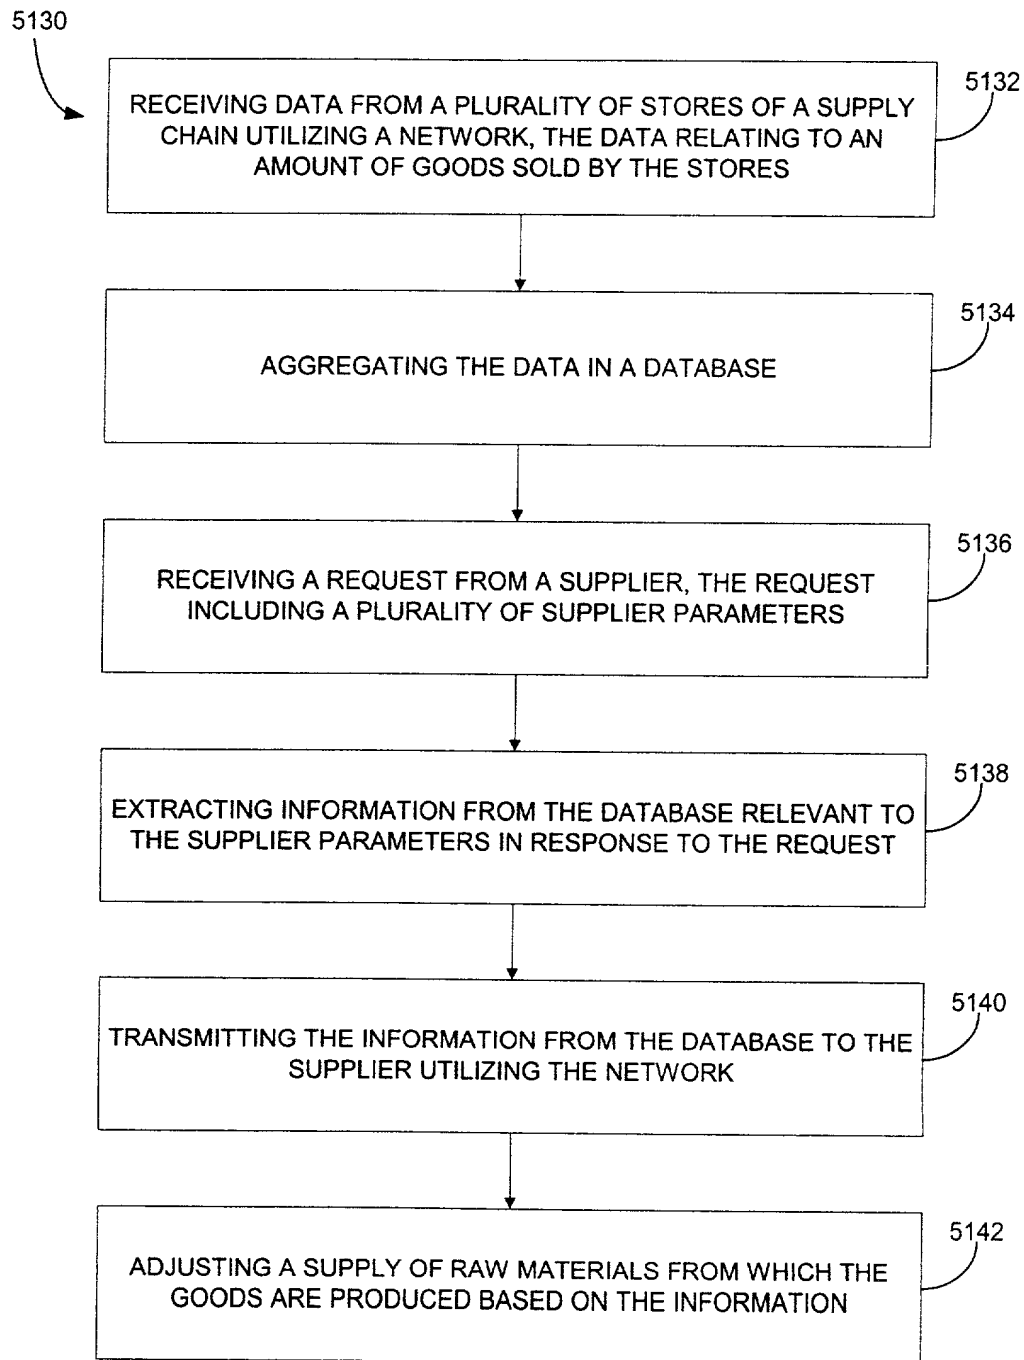 5130
5132
RECEIVING DATA FROM A PLURALITY OF STORES OF A SUPPLY
CHAIN UTILIZING A NETWORK, THE DATA RELATING TO AN
AMOUNT OF GOODS SOLD BY THE STORES
5134
AGGREGATING THE DATA IN A DATABASE
5136
RECEIVING A REQUEST FROM A SUPPLIER, THE REQUEST
INCLUDING A PLURALITY OF SUPPLIER PARAMETERS
5138
EXTRACTING INFORMATION FROM THE DATABASE RELEVANT TO
THE SUPPLIER PARAMETERS IN RESPONSE TO THE REQUEST
5140
TRANSMITTING THE INFORMATION FROM THE DATABASE TO THE
SUPPLIER UTILIZING THE NETWORK
5142
ADJUSTING A SUPPLY OF RAW MATERIALS FROM WHICH THE
GOODS ARE PRODUCED BASED ON THE INFORMATION